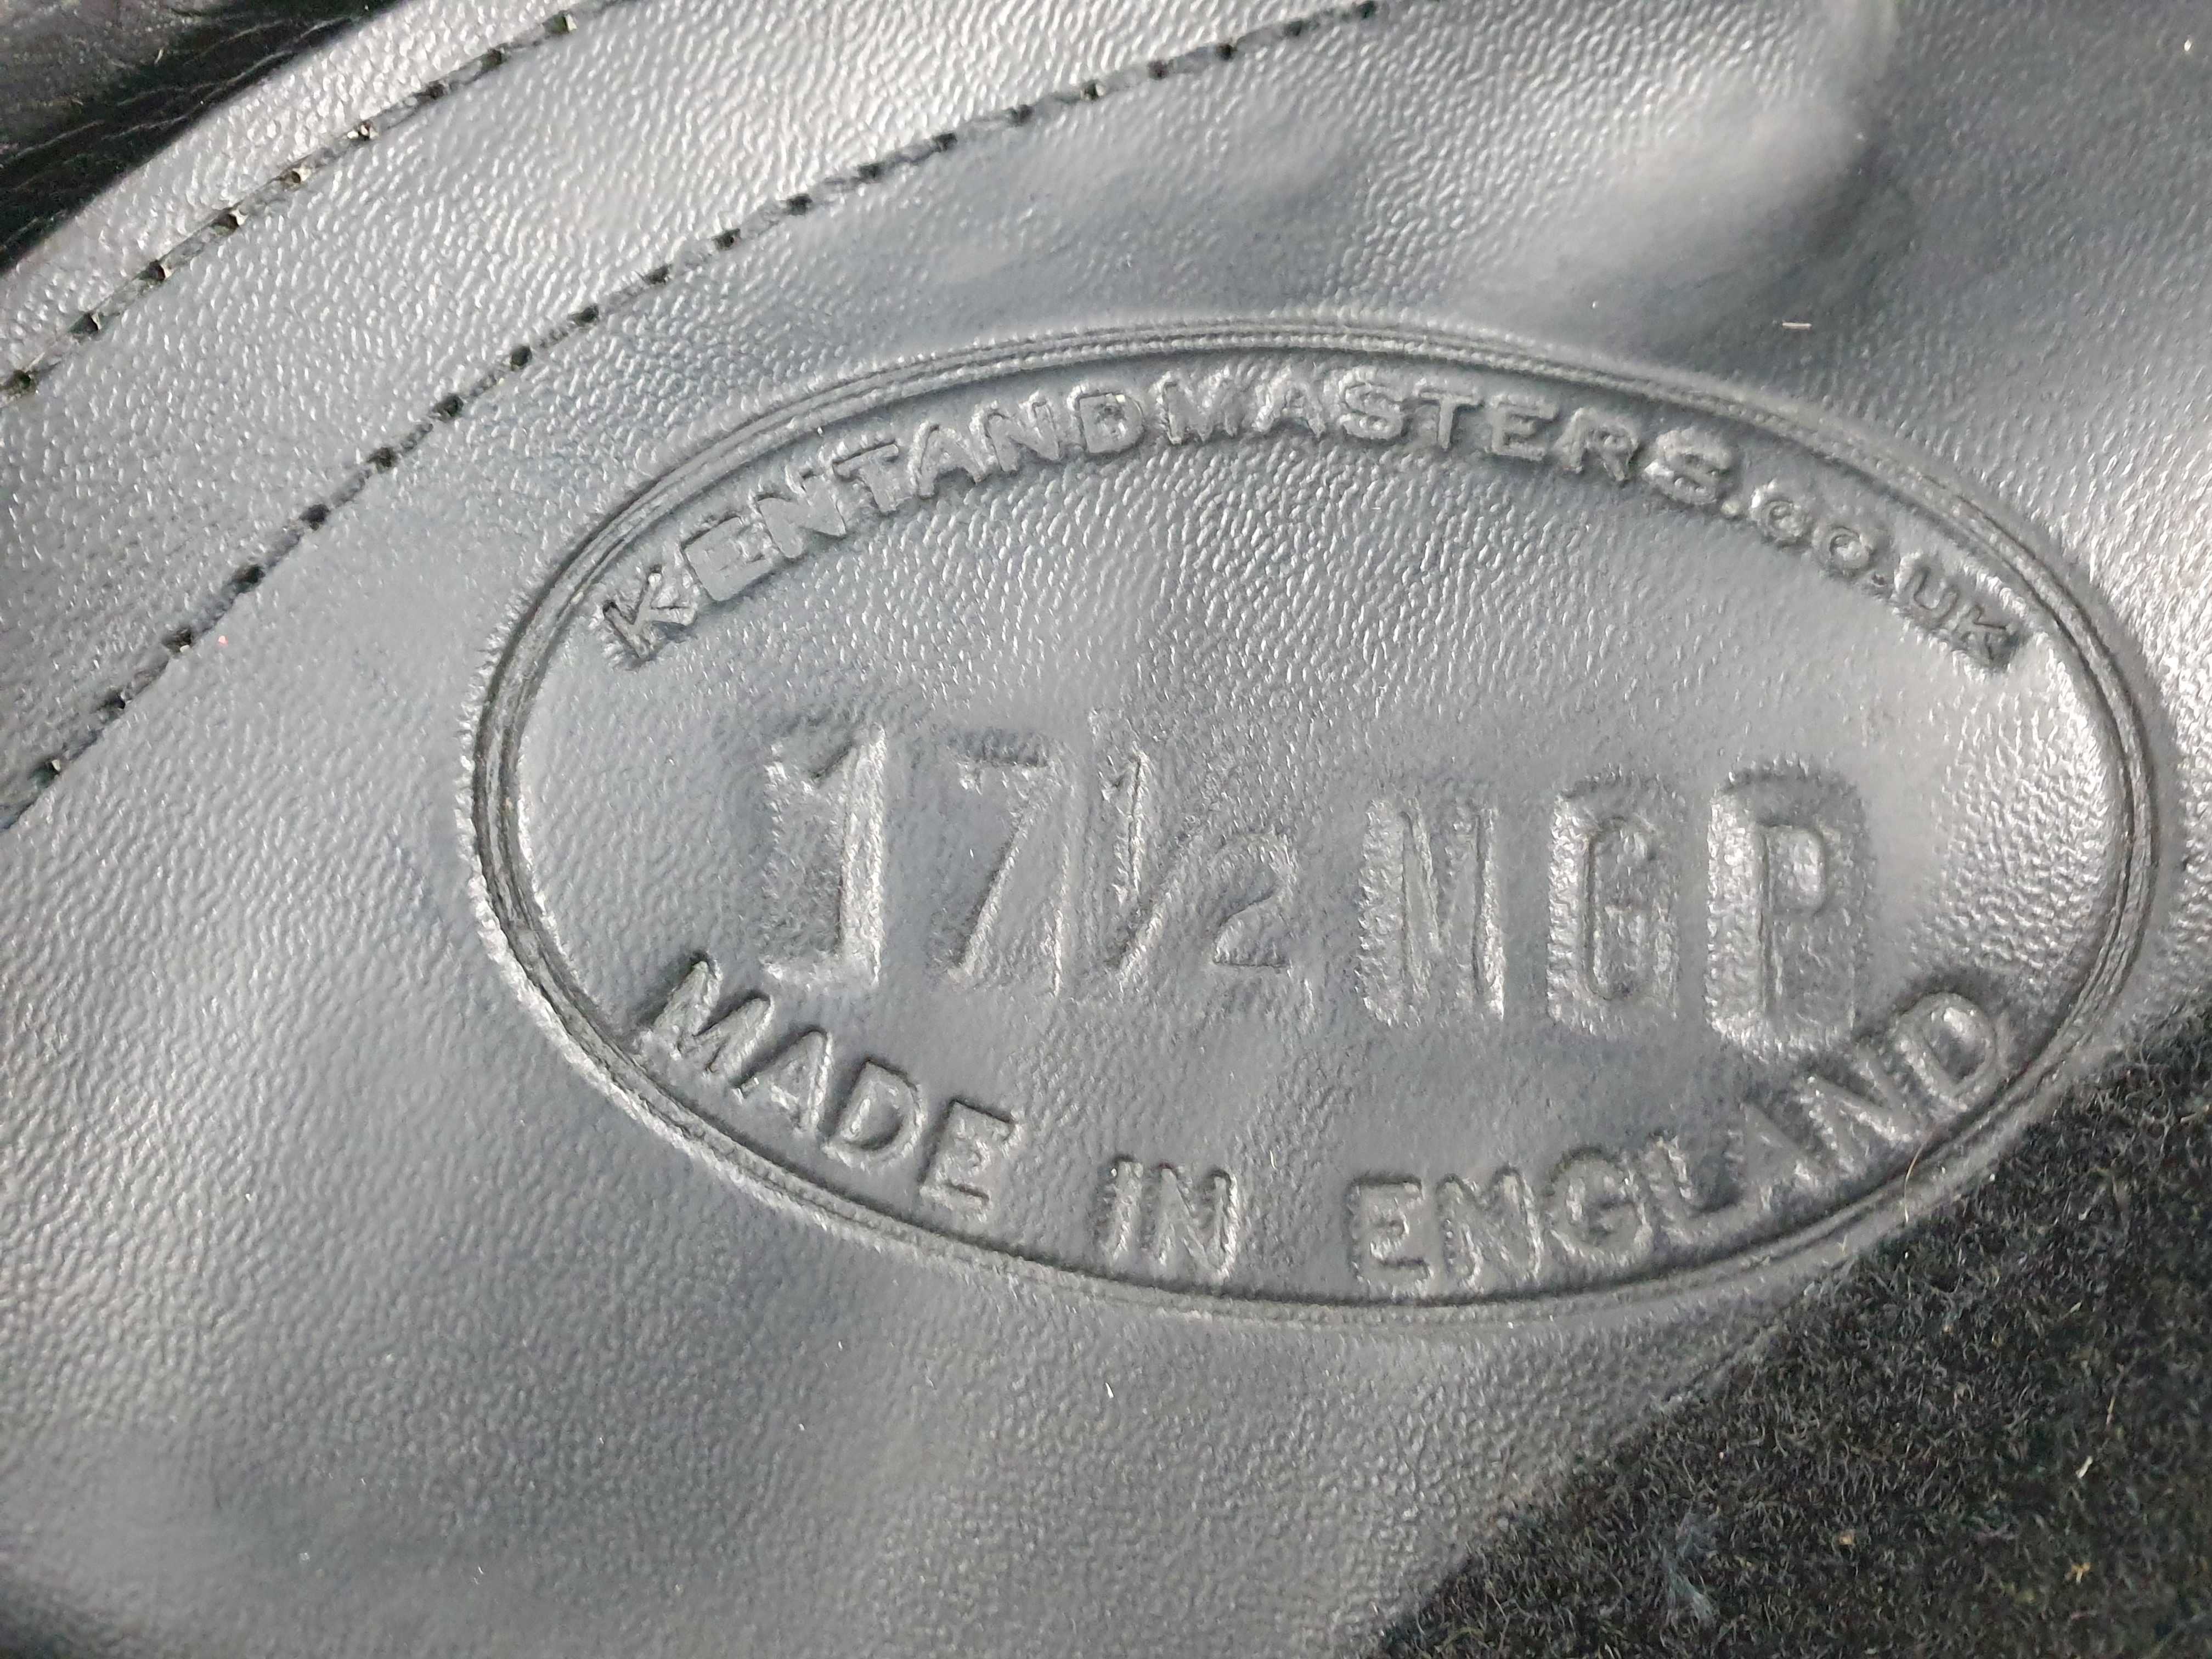 KENTANDMASTERS.CO.UK
17½ MGP
MADE IN ENGLAND